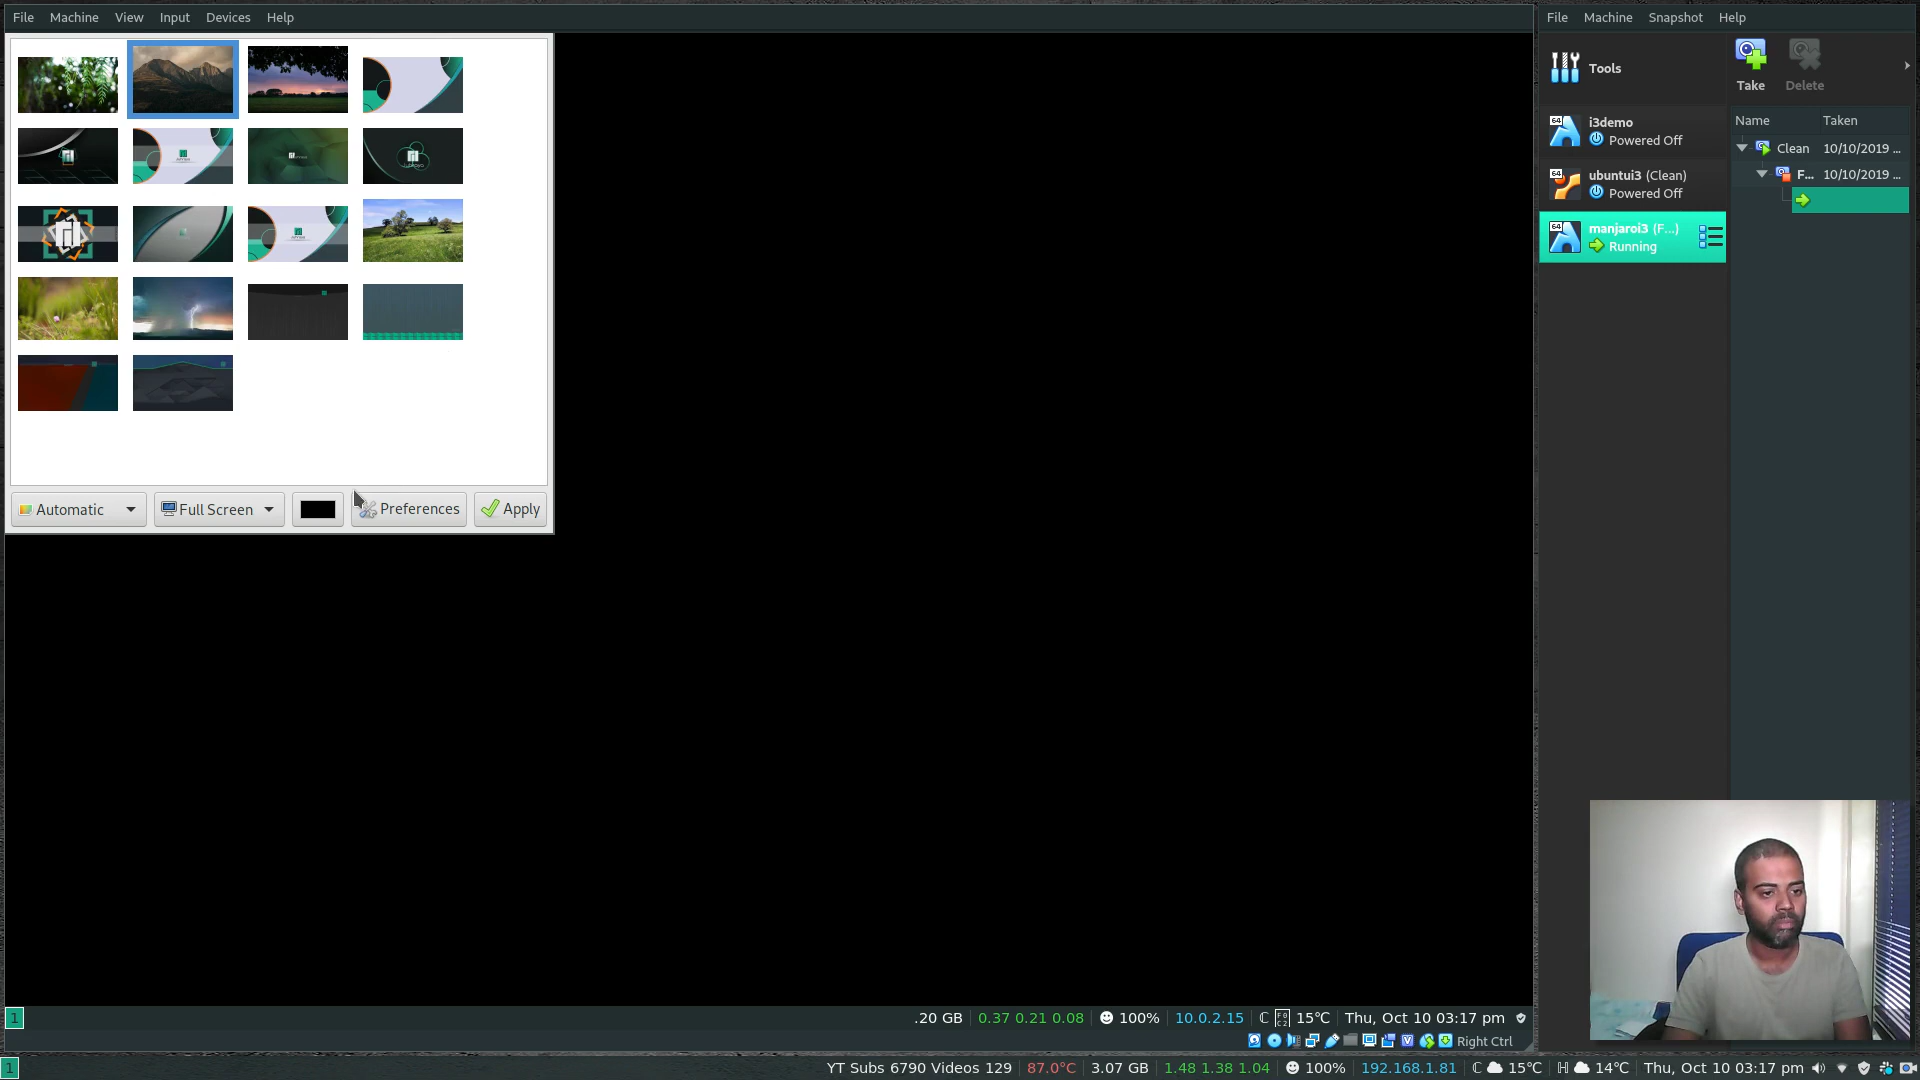 File Machine View Input Devices Help
Automatic
Full Screen
Preferences
Apply
1
.20 GB 0.37 0.21 0.08 100% 10.0.2.15 ℂ F0C2 15℃ Thu, Oct 10 03:17 pm
Right Ctrl
File Machine Snapshot Help
Tools
Take
Delete
64
i3demo
Powered Off
64
ubuntui3 (Clean)
Powered Off
64
manjaroi3 (F...)
Running
Name Taken
Clean 10/10/2019 ...
F... 10/10/2019 ...
1
YT Subs 6790 Videos 129 87.0°C 3.07 GB 1.48 1.38 1.04 100% 192.168.1.81 ℂ 15℃ ℍ 14℃ Thu, Oct 10 03:17 pm